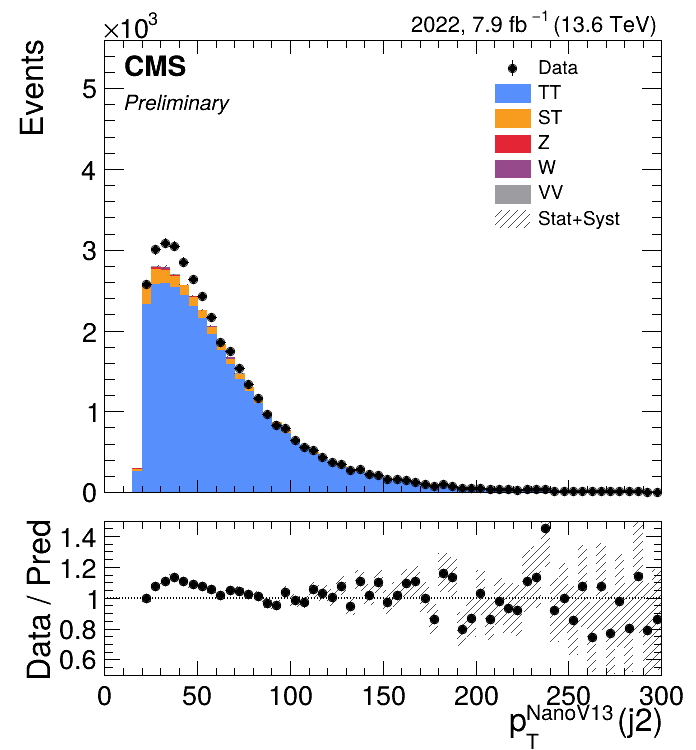 ×10³
2022, 7.9 fb⁻¹ (13.6 TeV)
Events
CMS
Preliminary
Data
TT
ST
Z
W
VV
Stat+Syst
5
4
3
2
1
0
Data / Pred
1.4
1.2
1
0.8
0.6
0 50 100 150 200 250 300
p_T^NanoV13 (j2)